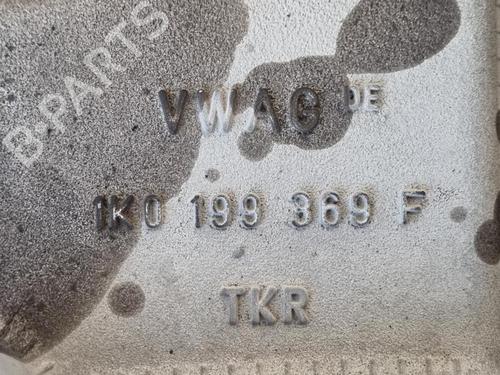 B-PARTS
VWAG DE
1K0 199 369 F
TKR